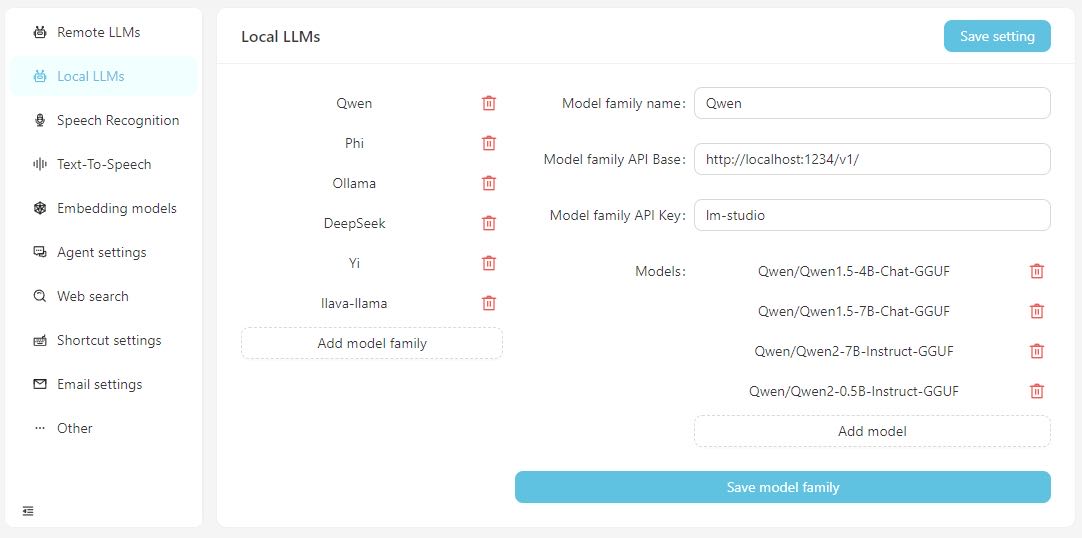 Remote LLMs
Local LLMs
Speech Recognition
Text-To-Speech
Embedding models
Agent settings
Web search
Shortcut settings
Email settings
Other
Local LLMs
Save setting
Qwen
Phi
Ollama
DeepSeek
Yi
llava-llama
Add model family
Model family name: Qwen
Model family API Base: http://localhost:1234/v1/
Model family API Key: lm-studio
Models: Qwen/Qwen1.5-4B-Chat-GGUF
Qwen/Qwen1.5-7B-Chat-GGUF
Qwen/Qwen2-7B-Instruct-GGUF
Qwen/Qwen2-0.5B-Instruct-GGUF
Add model
Save model family